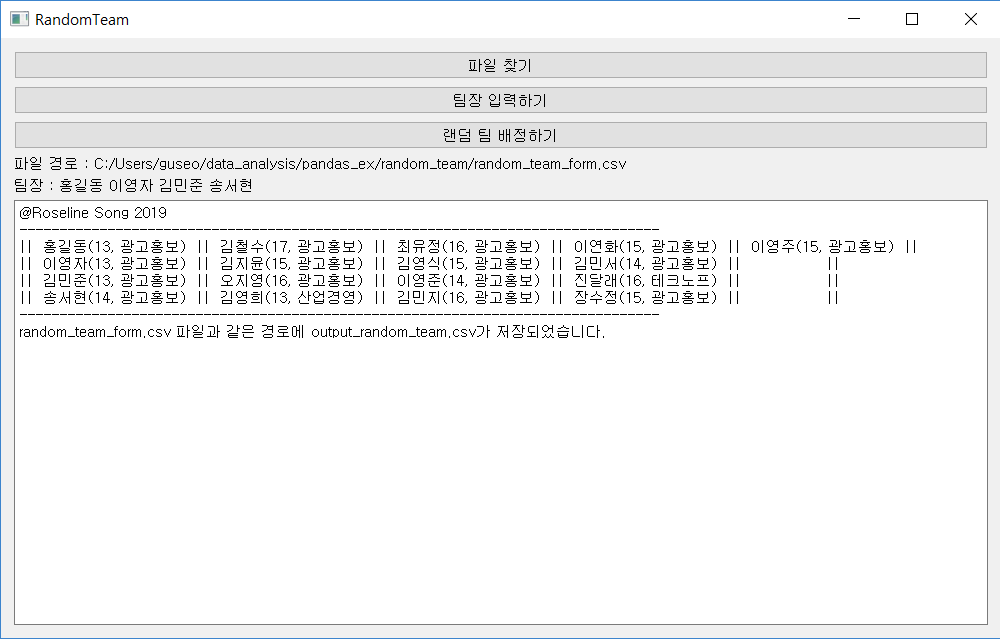 RandomTeam
파일 찾기
팀장 입력하기
랜덤 팀 배정하기
파일 경로 : C:/Users/guseo/data_analysis/pandas_ex/random_team/random_team_form.csv
팀장 : 홍길동 이영자 김민준 송서현
@Roseline Song 2019
--------------------------------------------------------------------------------
|| 홍길동(13, 광고홍보) || 김철수(17, 광고홍보) || 최유정(16, 광고홍보) || 이연화(15, 광고홍보) || 이영주(15, 광고홍보) ||
|| 이영자(13, 광고홍보) || 김지윤(15, 광고홍보) || 김영식(15, 광고홍보) || 김민서(14, 광고홍보) || ||
|| 김민준(13, 광고홍보) || 오지영(16, 광고홍보) || 이영준(14, 광고홍보) || 진달래(16, 테크노프) || ||
|| 송서현(14, 광고홍보) || 김영희(13, 산업경영) || 김민지(16, 광고홍보) || 장수정(15, 광고홍보) || ||
--------------------------------------------------------------------------------
random_team_form.csv 파일과 같은 경로에 output_random_team.csv가 저장되었습니다.